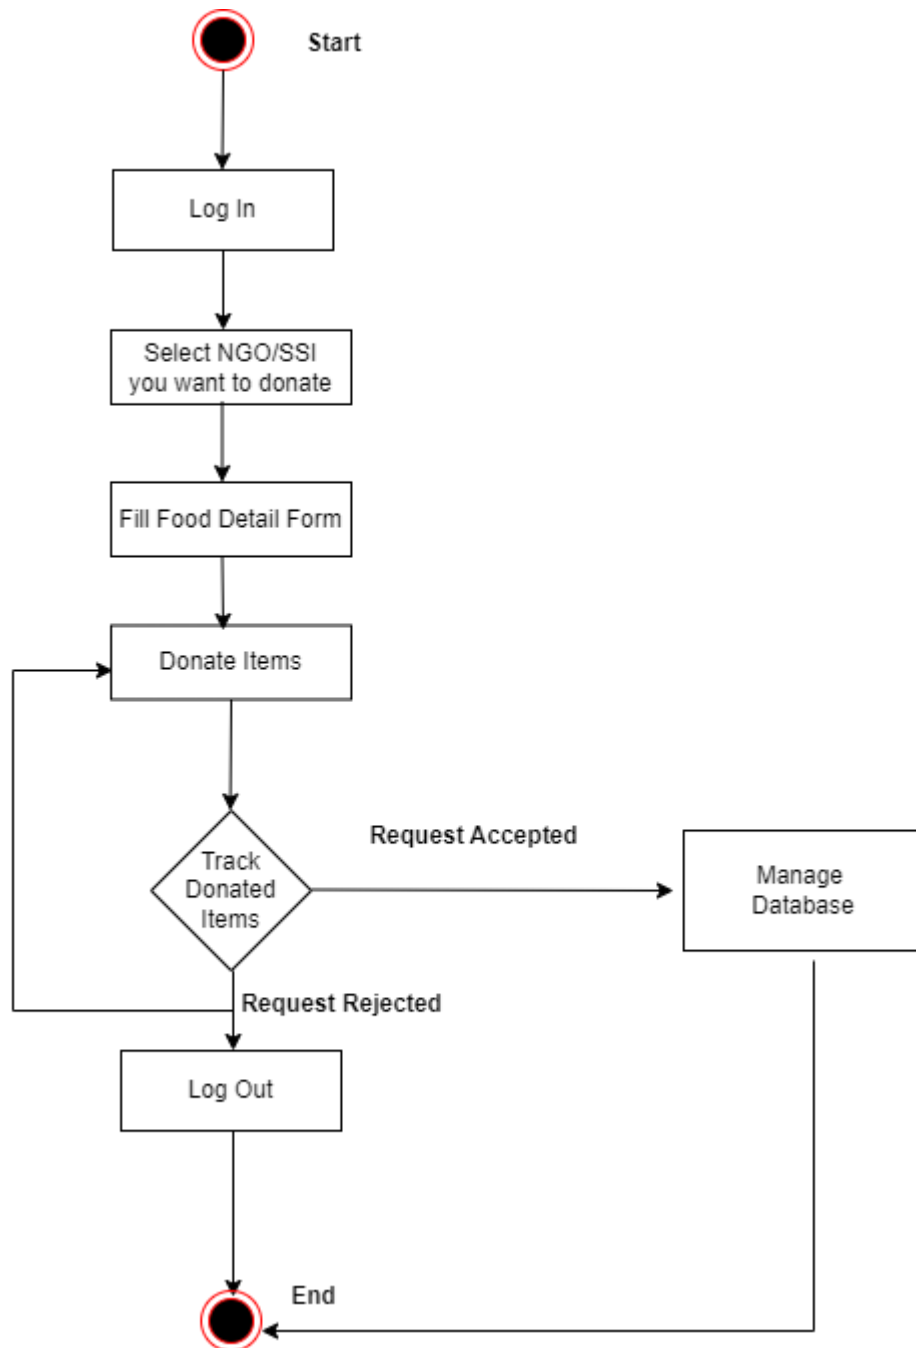 Start
Log In
Select NGO/SSI
you want to donate
Fill Food Detail Form
Donate Items
Request Accepted
Track
Donated
Items
Manage
Database
Request Rejected
Log Out
End